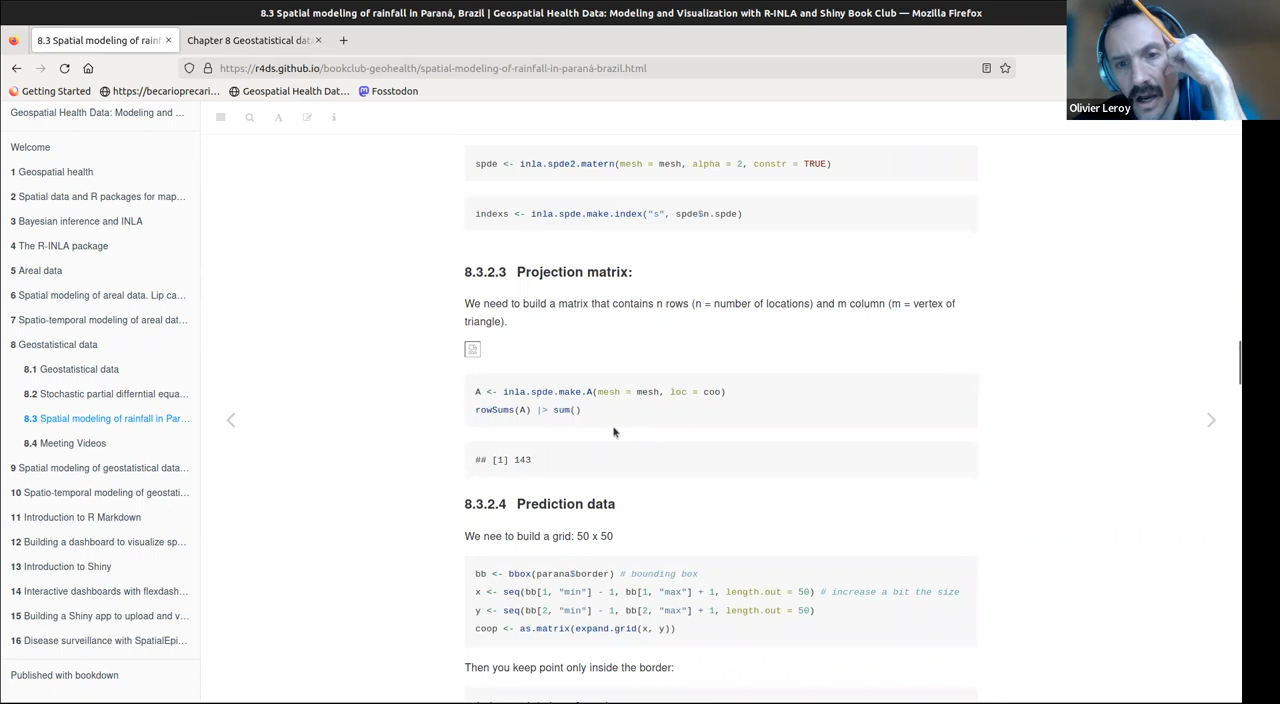 8.3 Spatial modeling of rainfall in Paraná, Brazil | Geospatial Health Data: Modeling and Visualization with R-INLA and Shiny Book Club — Mozilla Firefox
8.3 Spatial modeling of rainf
Chapter 8 Geostatistical dat
https://r4ds.github.io/bookclub-geohealth/spatial-modeling-of-rainfall-in-paraná-brazil.html
Getting Started
https://becarioprecari...
Geospatial Health Dat...
Fosstodon
Olivier Leroy
Geospatial Health Data: Modeling and ...
Welcome
1 Geospatial health
2 Spatial data and R packages for map...
3 Bayesian inference and INLA
4 The R-INLA package
5 Areal data
6 Spatial modeling of areal data. Lip ca...
7 Spatio-temporal modeling of areal dat...
8 Geostatistical data
8.1 Geostatistical data
8.2 Stochastic partial differntial equa...
8.3 Spatial modeling of rainfall in Par...
8.4 Meeting Videos
9 Spatial modeling of geostatistical data...
10 Spatio-temporal modeling of geostati...
11 Introduction to R Markdown
12 Building a dashboard to visualize sp...
13 Introduction to Shiny
14 Interactive dashboards with flexdash...
15 Building a Shiny app to upload and v...
16 Disease surveillance with SpatialEpi...
Published with bookdown
spde <- inla.spde2.matern(mesh = mesh, alpha = 2, constr = TRUE)
indexs <- inla.spde.make.index("s", spde$n.spde)
8.3.2.3 Projection matrix:
We need to build a matrix that contains n rows (n = number of locations) and m column (m = vertex of
triangle).
A <- inla.spde.make.A(mesh = mesh, loc = coo)
rowSums(A) |> sum()
## [1] 143
8.3.2.4 Prediction data
We nee to build a grid: 50 x 50
bb <- bbox(parana$border) # bounding box
x <- seq(bb[1, "min"] - 1, bb[1, "max"] + 1, length.out = 50) # increase a bit the size
y <- seq(bb[2, "min"] - 1, bb[2, "max"] + 1, length.out = 50)
coop <- as.matrix(expand.grid(x, y))
Then you keep point only inside the border: